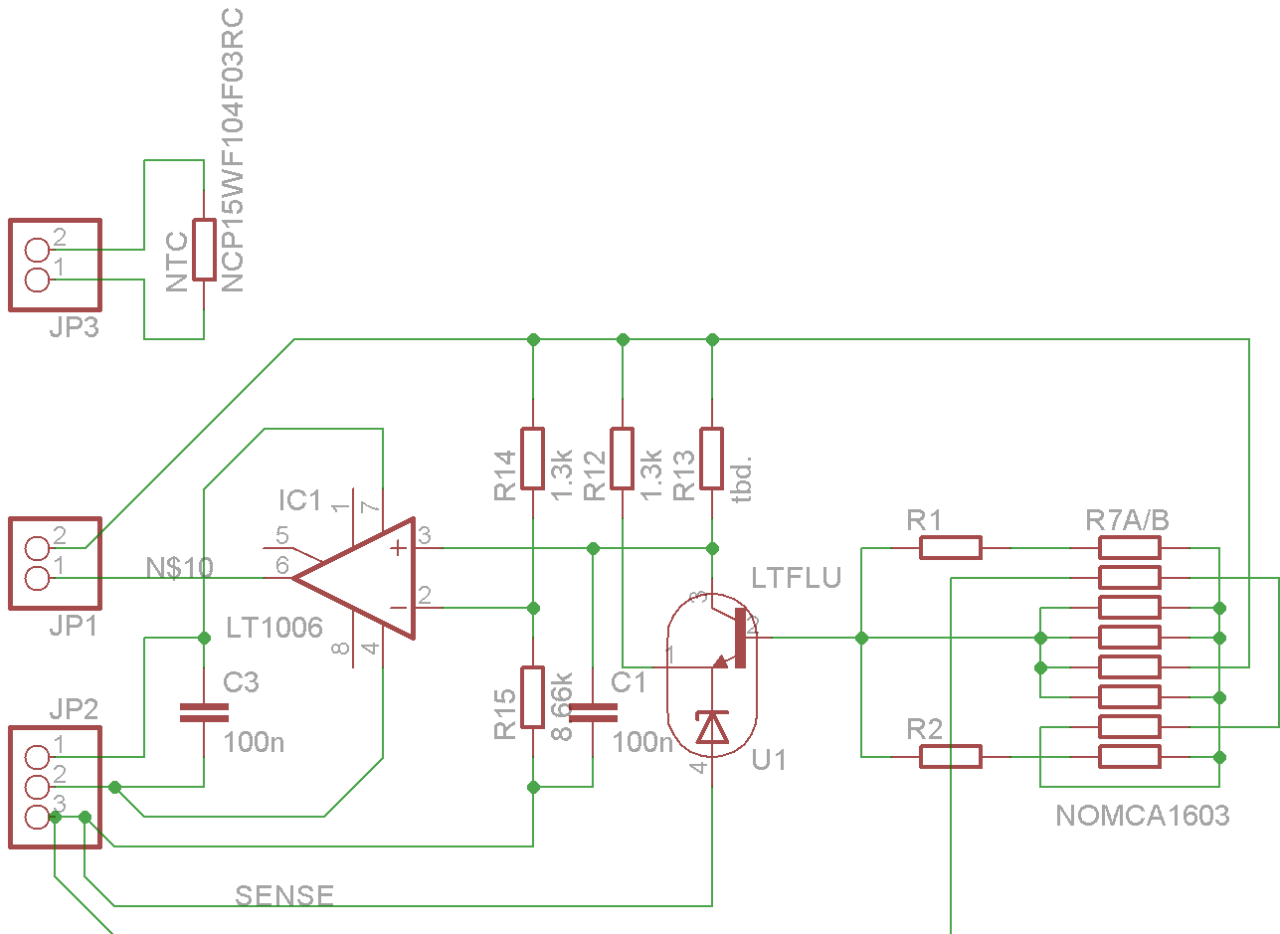 NCP15WF104F03RC
NTC
2
1
JP3
R14
1.3k
R12
1.3k
R13
tbd.
IC1
1
7
5
3
6
2
N$10
LT1006
8
4
2
1
JP1
LTFLU
3
2
1
4
U1
R1
R7A/B
R2
NOMCA1603
C3
100n
R15
8.66k
C1
100n
JP2
1
2
3
SENSE